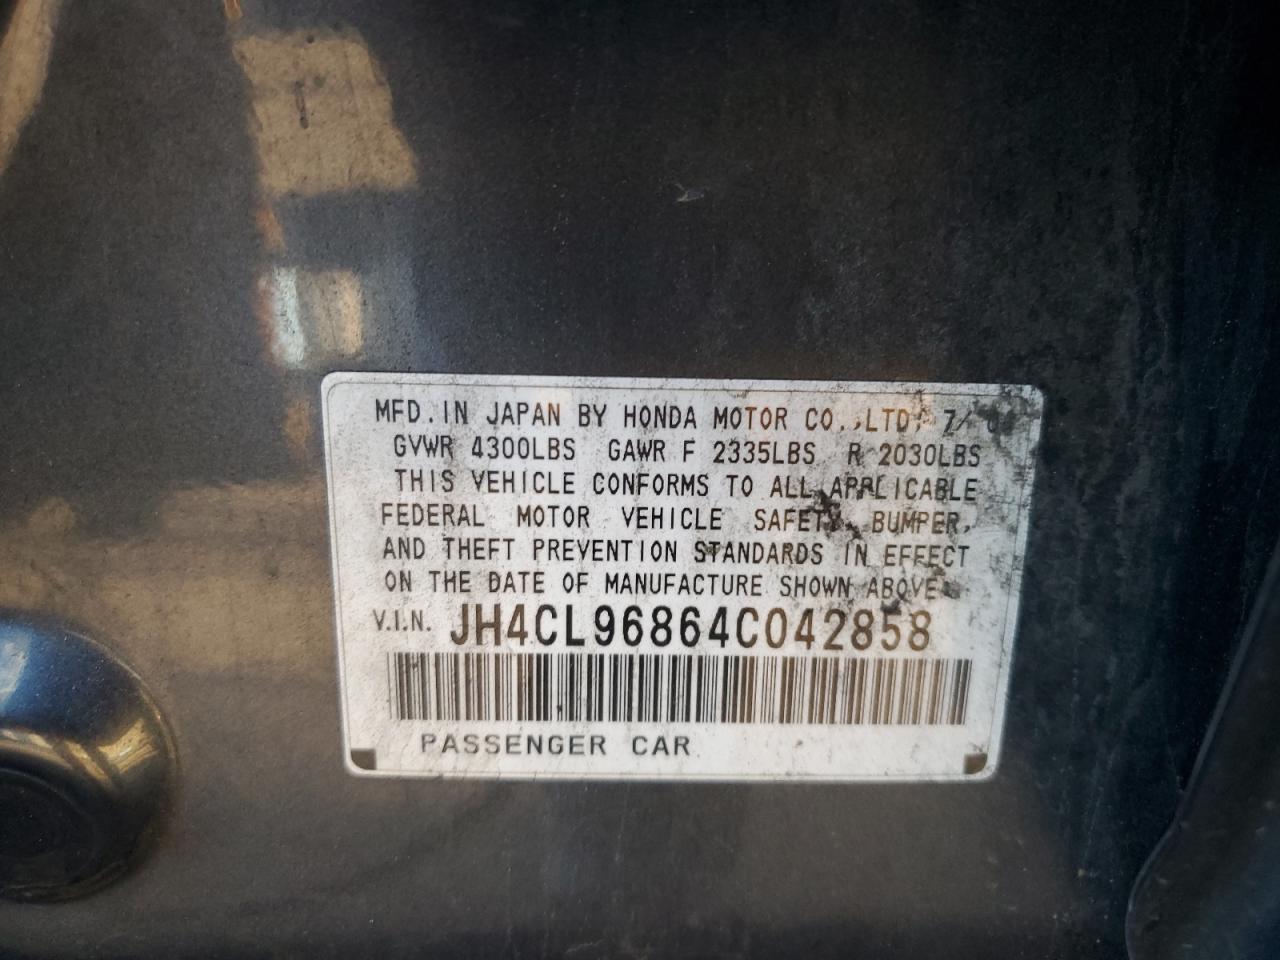 MFD. IN JAPAN BY HONDA MOTOR CO., LTD. 7/
GVWR 4300LBS GAWR F 2335LBS R 2030LBS
THIS VEHICLE CONFORMS TO ALL APPLICABLE
FEDERAL MOTOR VEHICLE SAFETY, BUMPER,
AND THEFT PREVENTION STANDARDS IN EFFECT
ON THE DATE OF MANUFACTURE SHOWN ABOVE
V.I.N. JH4CL96864C042858
PASSENGER CAR